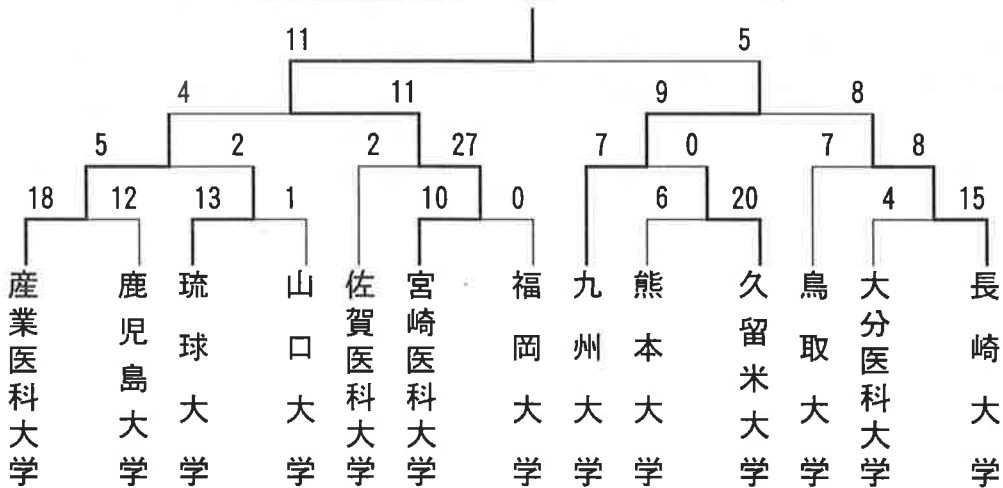 11 5
4 11 9 8
5 2 2 27 7 0 7 8
18 12 13 1 10 0 6 20 4 15
産業医科大学
鹿児島大学
琉球大学
山口大学
佐賀医科大学
宮崎医科大学
福岡大学
九州大学
熊本大学
久留米大学
鳥取大学
大分医科大学
長崎大学